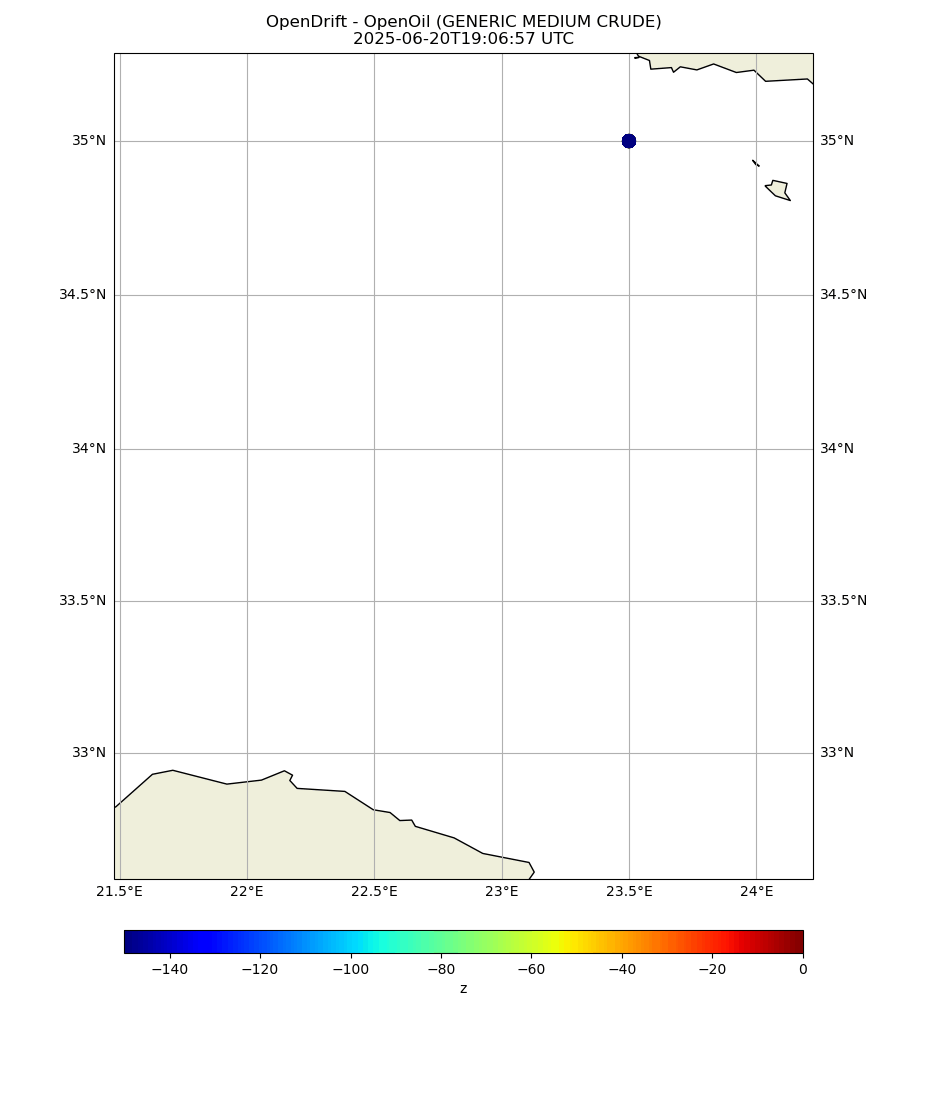 OpenDrift - OpenOil (GENERIC MEDIUM CRUDE)
2025-06-20T19:06:57 UTC
35°N 35°N
34.5°N 34.5°N
34°N 34°N
33.5°N 33.5°N
33°N 33°N
21.5°E 22°E 22.5°E 23°E 23.5°E 24°E
−140 −120 −100 −80 −60 −40 −20 0
z